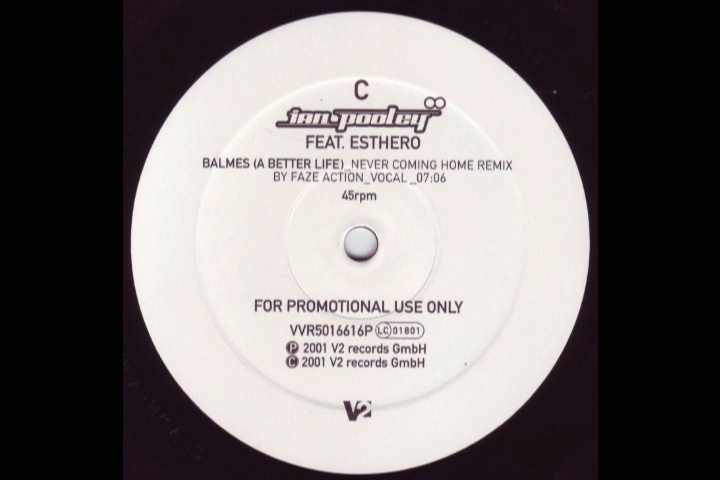 C
ian pooley
FEAT. ESTHERO
BALMES (A BETTER LIFE)_NEVER COMING HOME REMIX
BY FAZE ACTION_VOCAL_07:06
45rpm
FOR PROMOTIONAL USE ONLY
VVR5016616P LC 01801
Ⓟ 2001 V2 records GmbH
© 2001 V2 records GmbH
V2